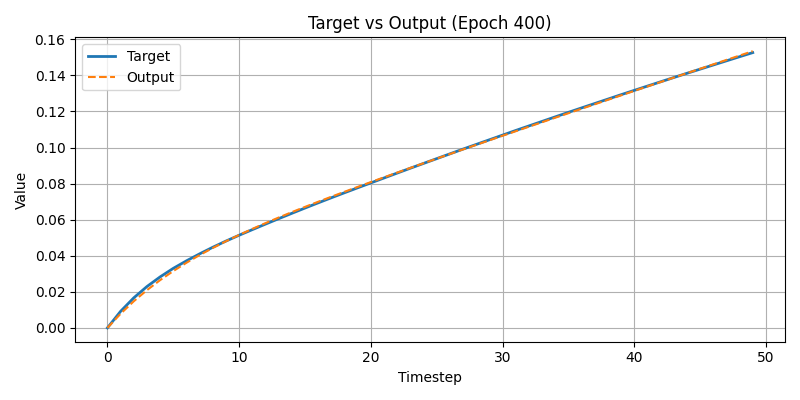 Target vs Output (Epoch 400)
Target
Output
Value
0.16
0.14
0.12
0.10
0.08
0.06
0.04
0.02
0.00
0 10 20 30 40 50
Timestep